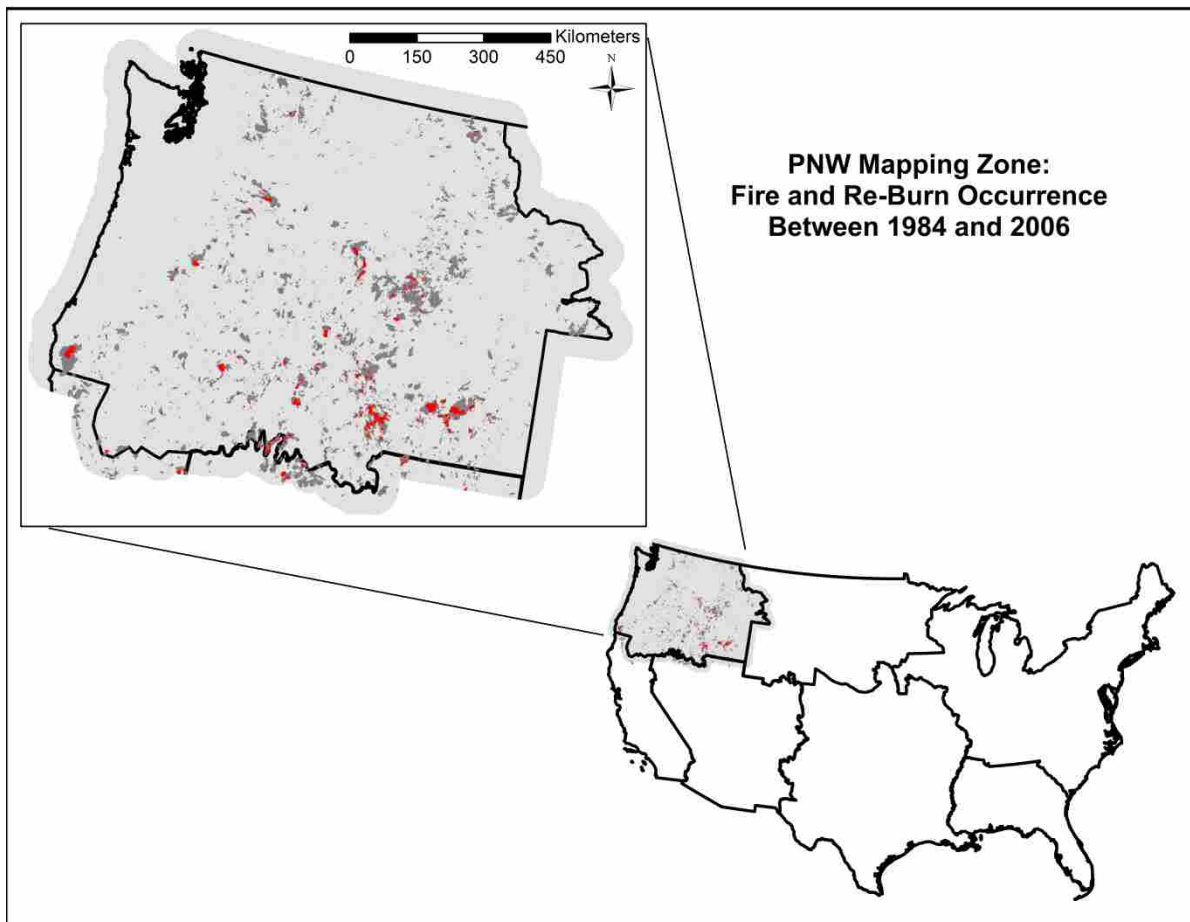 Kilometers
0 150 300 450
N
PNW Mapping Zone:
Fire and Re-Burn Occurrence
Between 1984 and 2006